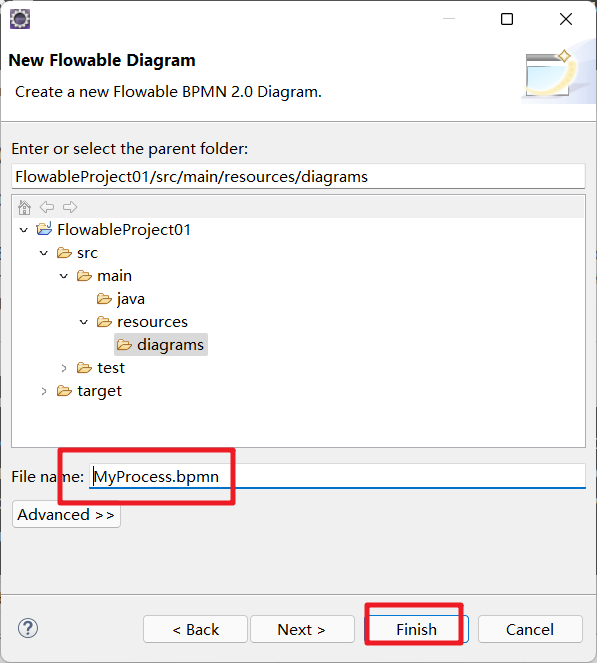 New Flowable Diagram
Create a new Flowable BPMN 2.0 Diagram.
Enter or select the parent folder:
FlowableProject01/src/main/resources/diagrams
FlowableProject01
src
main
java
resources
diagrams
test
target
File name: MyProcess.bpmn
Advanced >>
? < Back Next > Finish Cancel